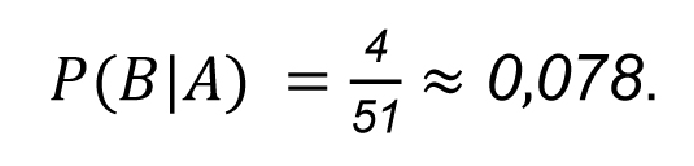 P(B|A) = 4/51 ≈ 0,078.